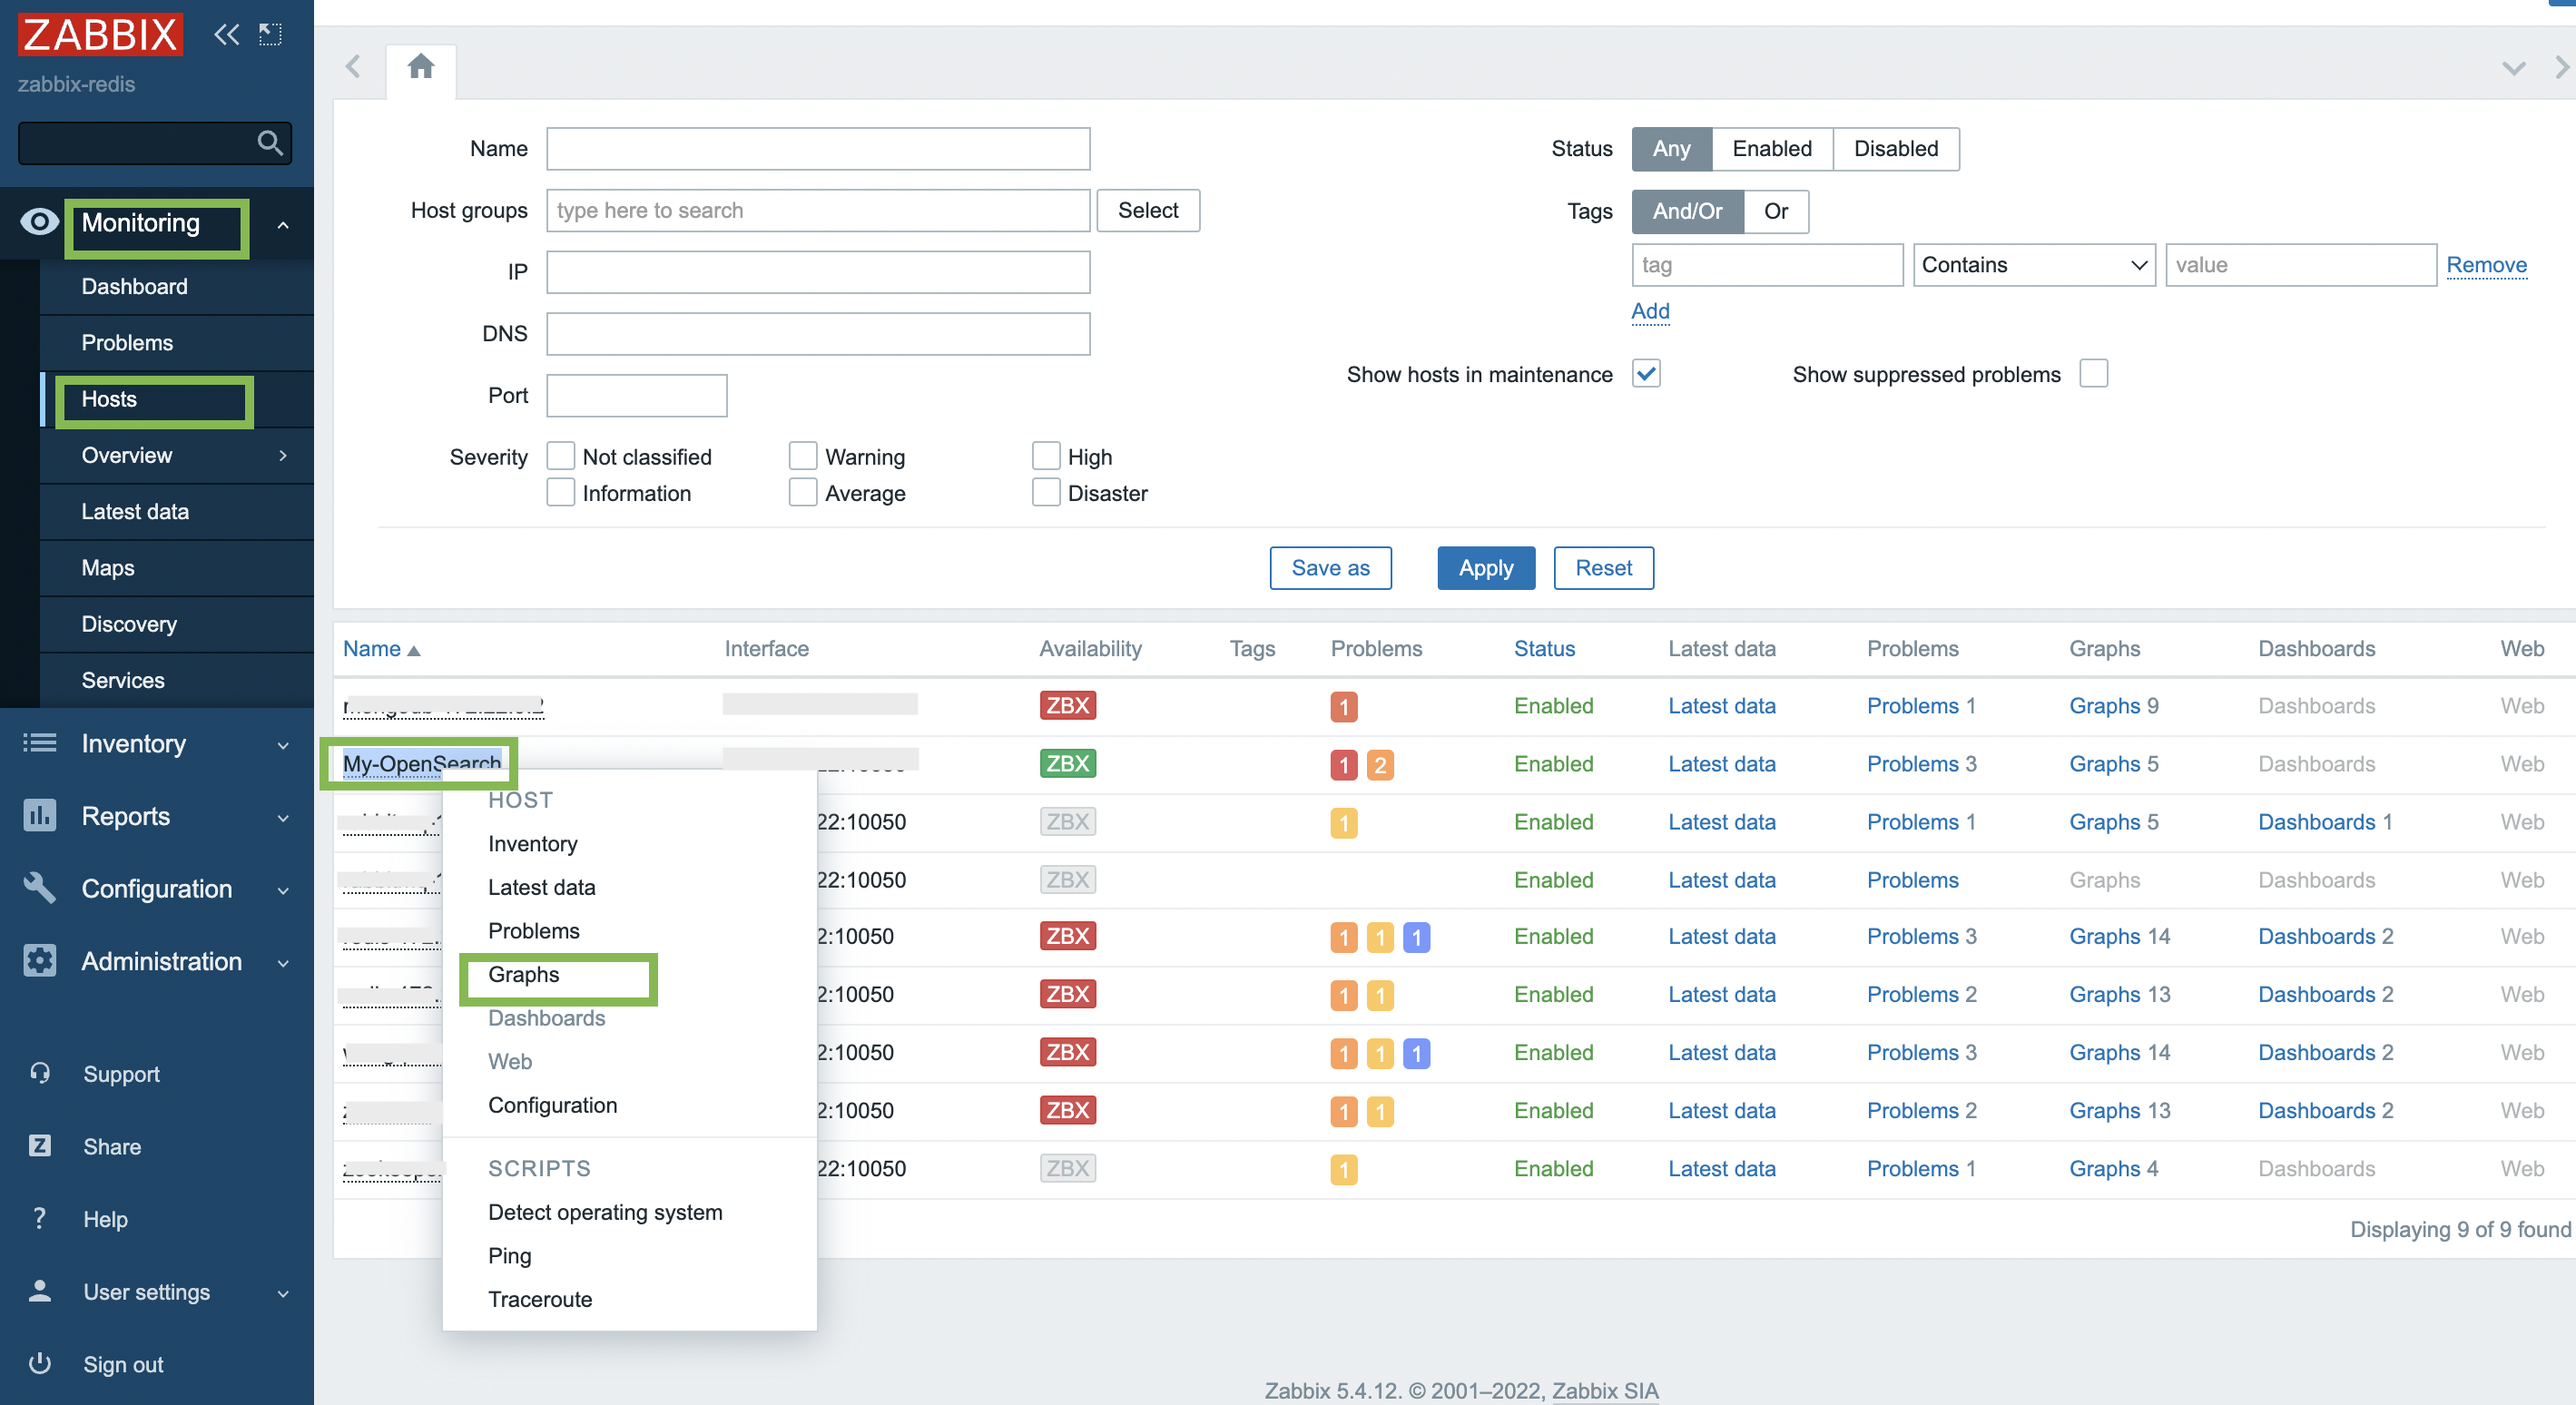 ZABBIX
zabbix-redis
Monitoring
Dashboard
Problems
Hosts
Overview
Latest data
Maps
Discovery
Services
Inventory
Reports
Configuration
Administration
Support
Share
Help
User settings
Sign out
Name
Host groups type here to search Select
IP
DNS
Port
Severity Not classified Warning High
Information Average Disaster
Status Any Enabled Disabled
Tags And/Or Or
tag Contains value Remove
Add
Show hosts in maintenance Show suppressed problems
Save as Apply Reset
Name Interface Availability Tags Problems Status Latest data Problems Graphs Dashboards Web
ZBX 1 Enabled Latest data Problems 1 Graphs 9 Dashboards Web
My-OpenSearch ZBX 1 2 Enabled Latest data Problems 3 Graphs 5 Dashboards Web
22:10050 ZBX 1 Enabled Latest data Problems 1 Graphs 5 Dashboards 1 Web
22:10050 ZBX Enabled Latest data Problems Graphs Dashboards Web
2:10050 ZBX 1 1 1 Enabled Latest data Problems 3 Graphs 14 Dashboards 2 Web
2:10050 ZBX 1 1 Enabled Latest data Problems 2 Graphs 13 Dashboards 2 Web
2:10050 ZBX 1 1 1 Enabled Latest data Problems 3 Graphs 14 Dashboards 2 Web
2:10050 ZBX 1 1 Enabled Latest data Problems 2 Graphs 13 Dashboards 2 Web
22:10050 ZBX 1 Enabled Latest data Problems 1 Graphs 4 Dashboards Web
HOST
Inventory
Latest data
Problems
Graphs
Dashboards
Web
Configuration
SCRIPTS
Detect operating system
Ping
Traceroute
Displaying 9 of 9 found
Zabbix 5.4.12. © 2001–2022, Zabbix SIA